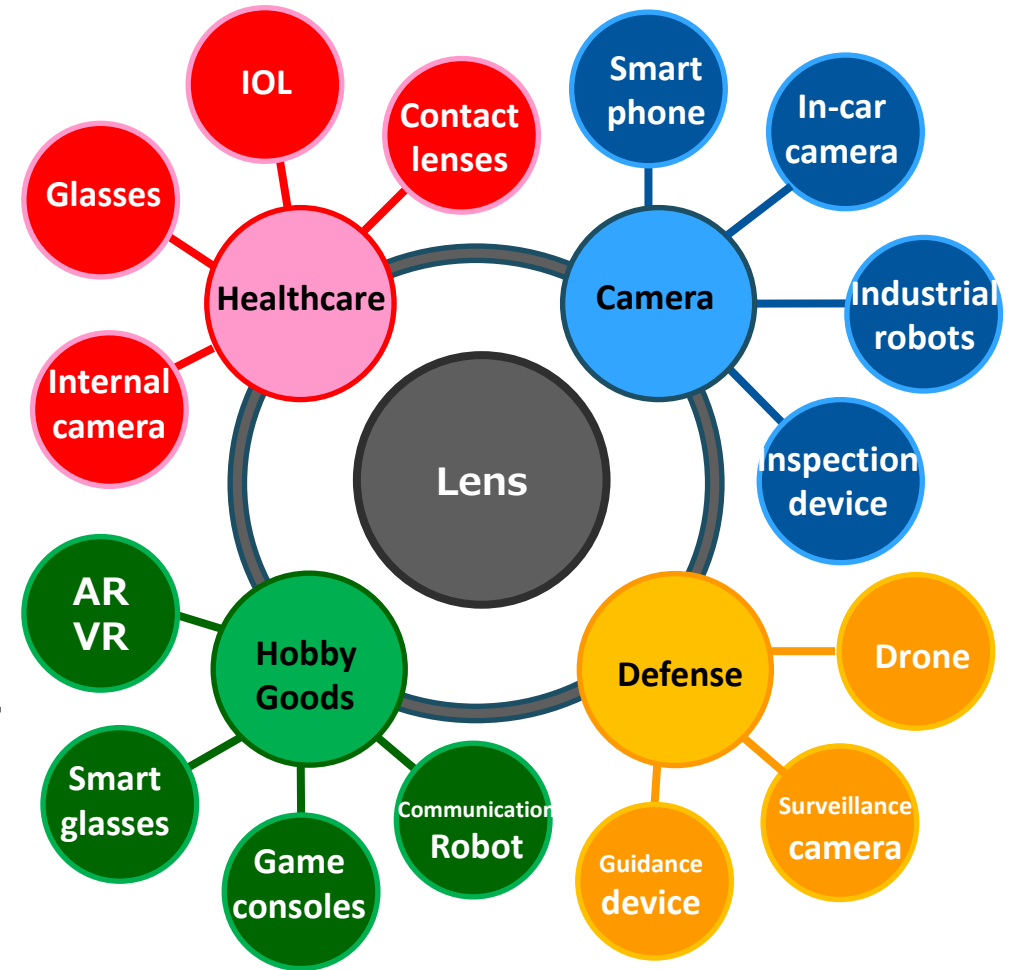 IOL
Contact
lenses
Glasses
Healthcare
Internal
camera
Smart
phone
In-car
camera
Camera
Industrial
robots
Inspection
device
Lens
AR
VR
Hobby
Goods
Smart
glasses
Game
consoles
Communication
Robot
Defense
Drone
Surveillance
camera
Guidance
device